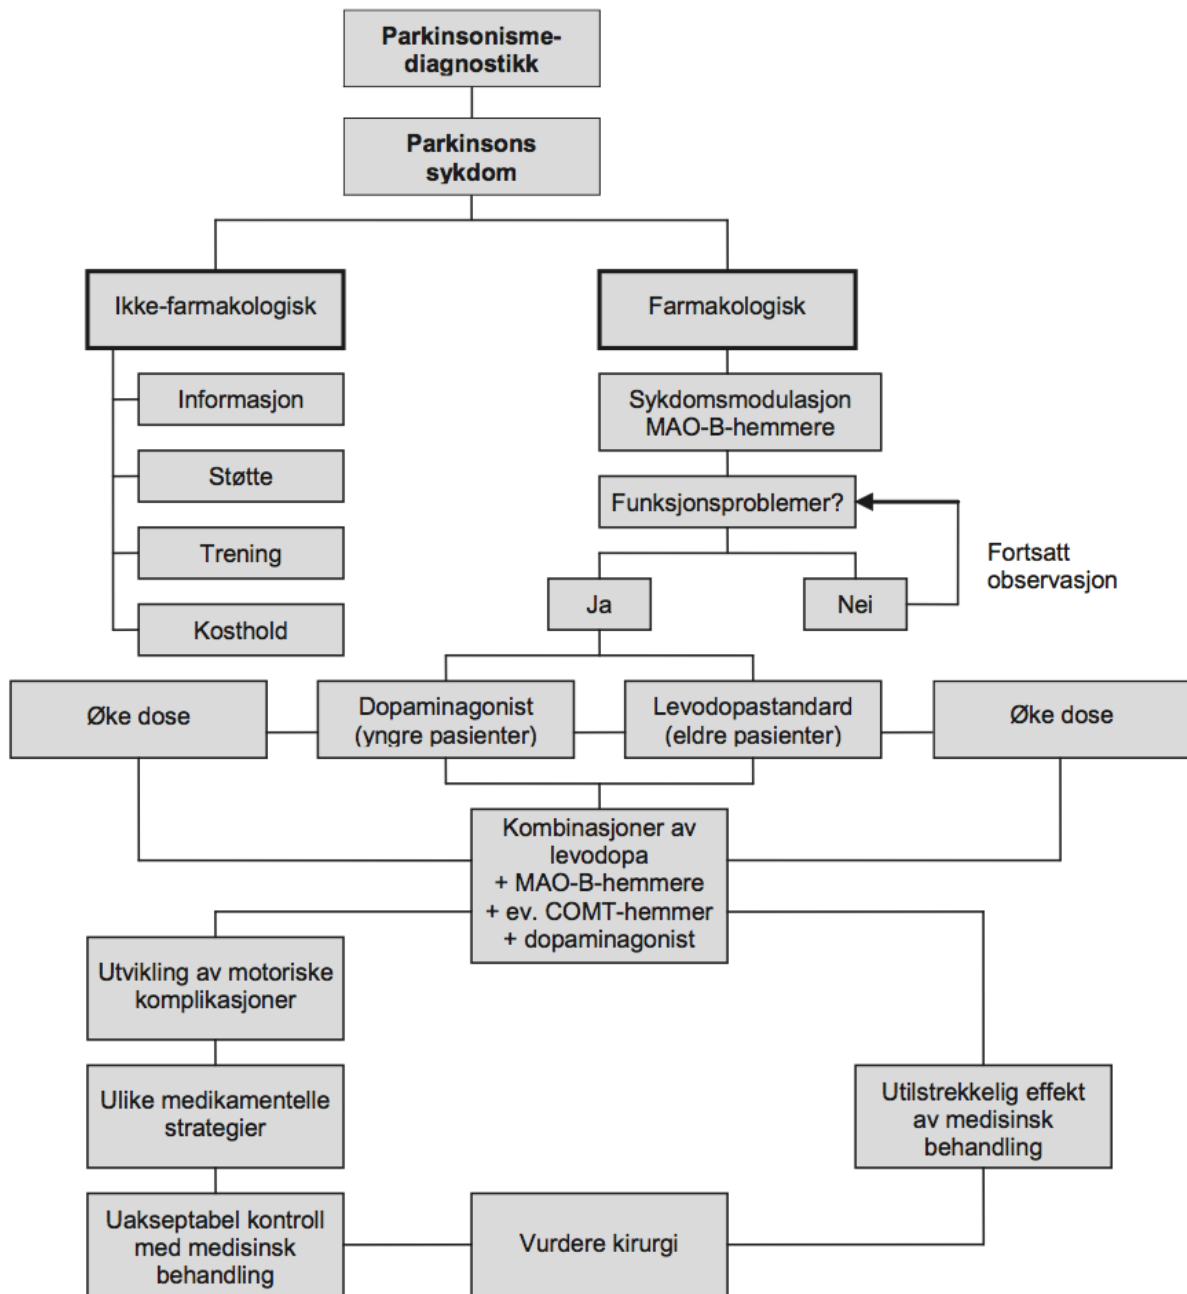 Parkinsonisme-
diagnostikk
Parkinsons
sykdom
Ikke-farmakologisk
Farmakologisk
Informasjon
Støtte
Trening
Kosthold
Sykdomsmodulasjon
MAO-B-hemmere
Funksjonsproblemer?
Fortsatt
observasjon
Ja
Nei
Øke dose
Dopaminagonist
(yngre pasienter)
Levodopastandard
(eldre pasienter)
Øke dose
Kombinasjoner av
levodopa
+ MAO-B-hemmere
+ ev. COMT-hemmer
+ dopaminagonist
Utvikling av motoriske
komplikasjoner
Ulike medikamentelle
strategier
Uakseptabel kontroll
med medisinsk
behandling
Vurdere kirurgi
Utilstrekkelig effekt
av medisinsk
behandling